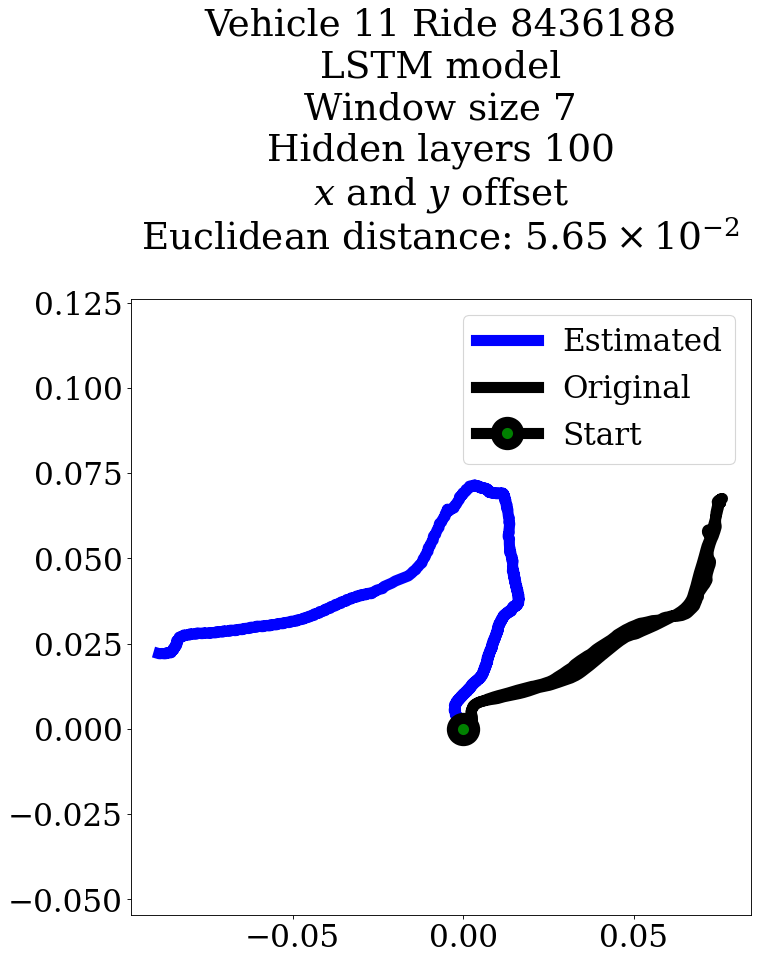 Vehicle 11 Ride 8436188
LSTM model
Window size 7
Hidden layers 100
x and y offset
Euclidean distance: 5.65 × 10⁻²
Estimated
Original
Start
0.125
0.100
0.075
0.050
0.025
0.000
−0.025
−0.050
−0.05 0.00 0.05